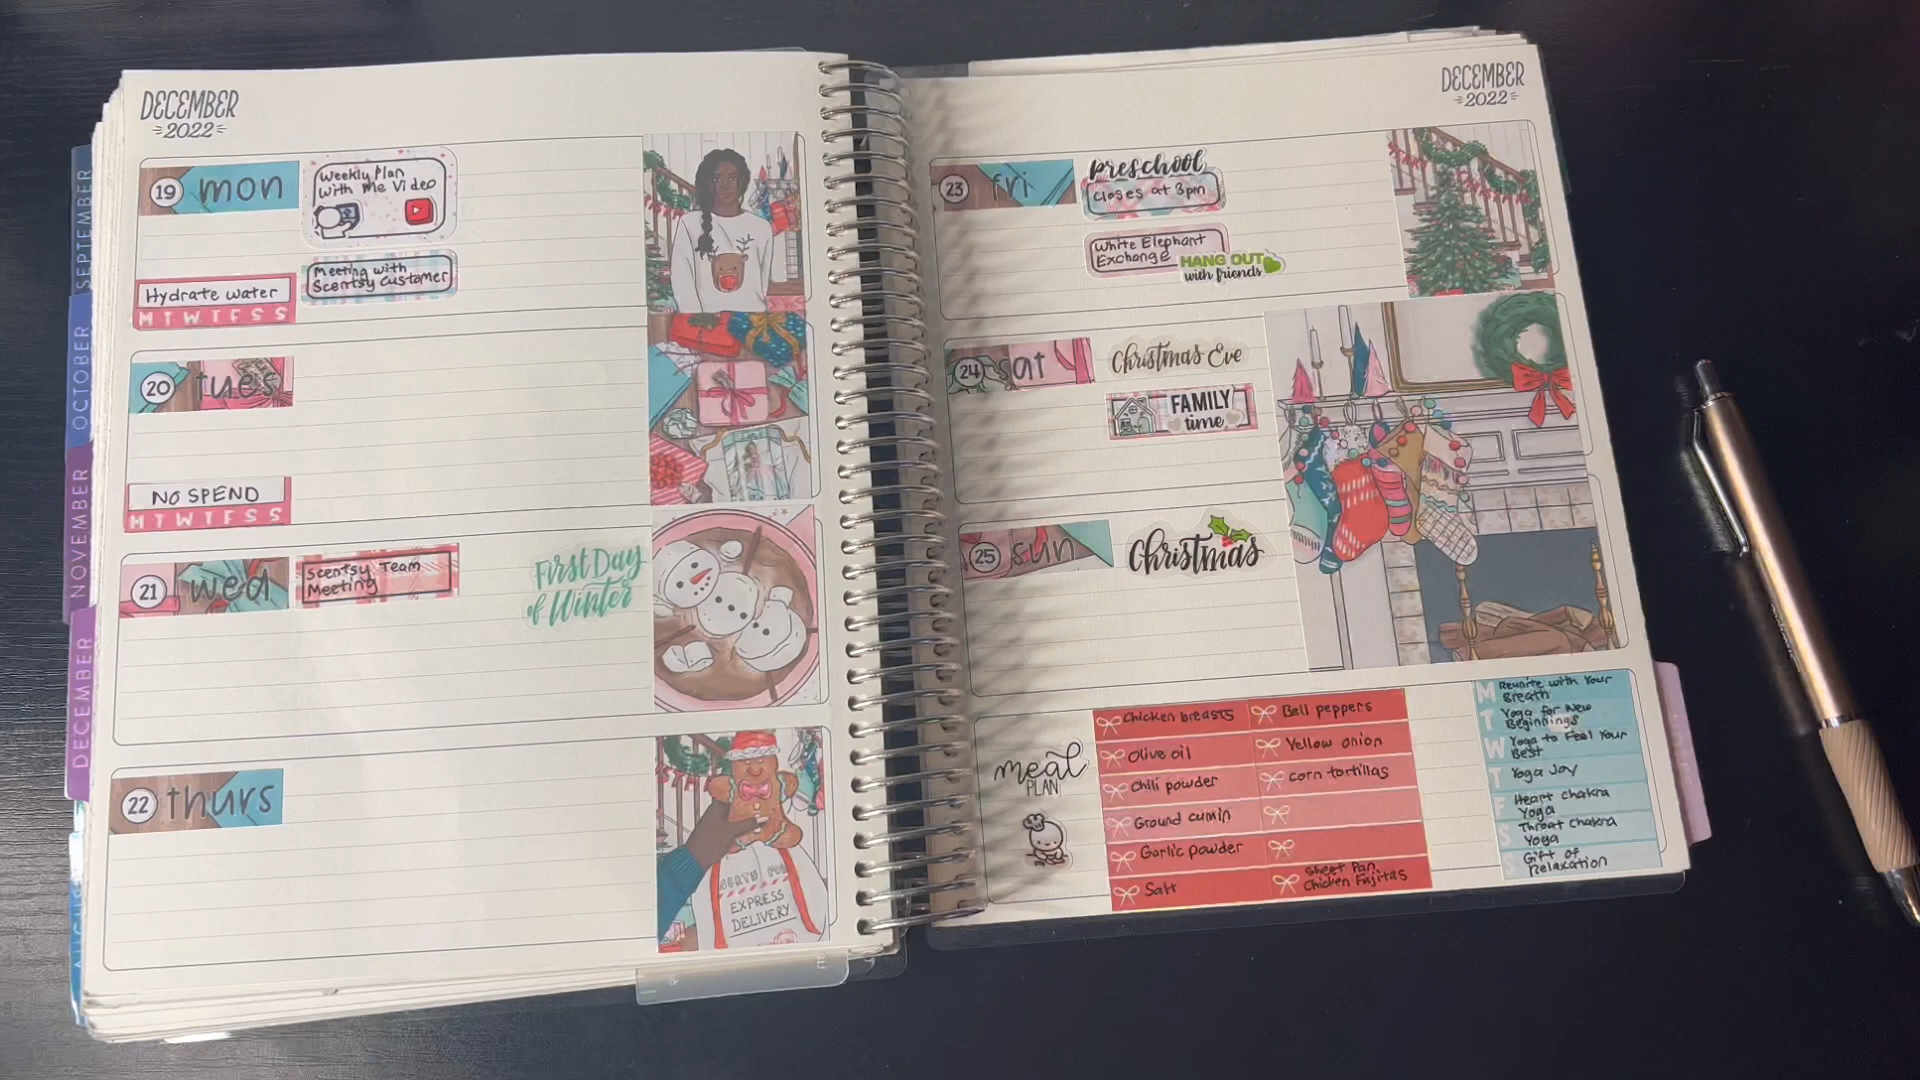 DECEMBER
2022
19 mon
Weekly Plan
With Me Video
Meeting with
Scentsy Customer
Hydrate water
M T W T F S S
20 tues
NO SPEND
M T W T F S S
21 wed
Scentsy Team
Meeting
First Day
of Winter
22 thurs
EXPRESS
DELIVERY
DECEMBER
2022
23 fri
preschool
closes at 3pm
White Elephant
Exchange
HANG OUT
with friends
24 sat
Christmas Eve
FAMILY
time
25 sun
Christmas
meal
PLAN
Chicken breasts
Olive oil
Chili powder
Ground cumin
Garlic powder
Salt
Bell peppers
Yellow onion
corn tortillas
Sheet Pan
Chicken Fajitas
M Reunite with Your
Breath
T Yoga for New
Beginnings
W Yoga to Feel Your
Best
T Yoga Joy
F Heart Chakra
Yoga
S Throat Chakra
Yoga
S Gift of
Relaxation
SEPTEMBER
OCTOBER
NOVEMBER
DECEMBER